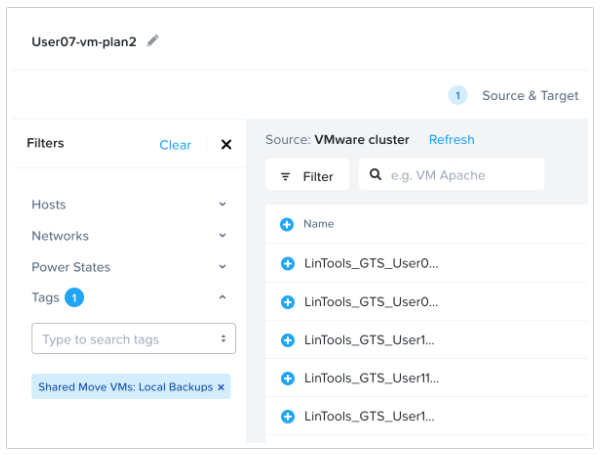 User07-vm-plan2
1 Source & Target
Filters
Clear
Source: VMware cluster Refresh
Filter
e.g. VM Apache
Hosts
Networks
Power States
Tags 1
Type to search tags
Shared Move VMs: Local Backups ×
Name
LinTools_GTS_User0...
LinTools_GTS_User0...
LinTools_GTS_User1...
LinTools_GTS_User11...
LinTools_GTS_User1...